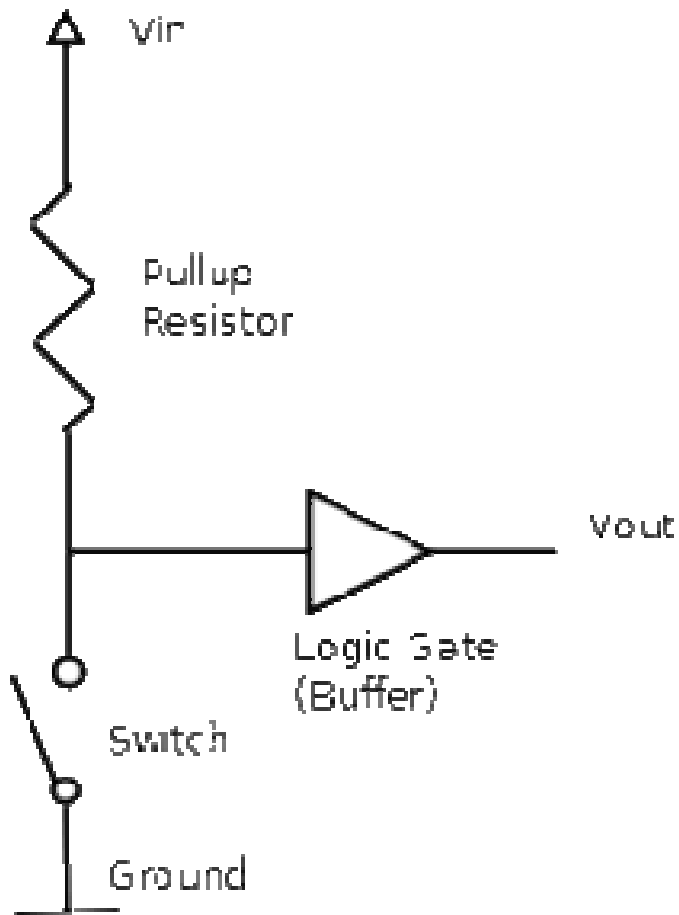 Vin
Pullup
Resistor
Vout
Logic Gate
(Buffer)
Switch
Ground